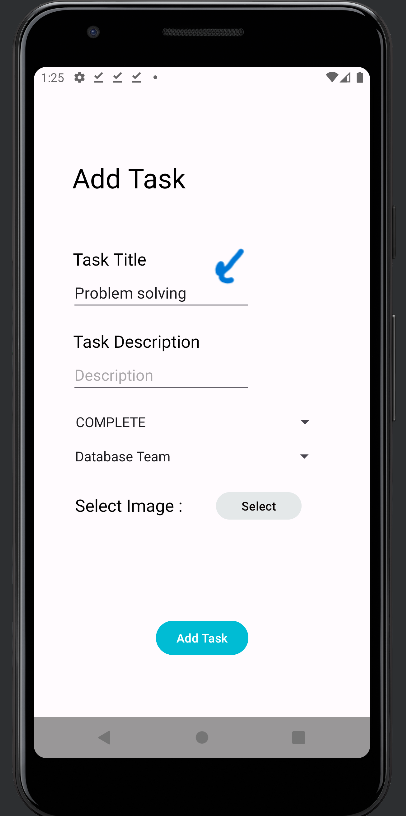 1:25
Add Task
Task Title
Problem solving
Task Description
Description
COMPLETE
Database Team
Select Image :
Select
Add Task